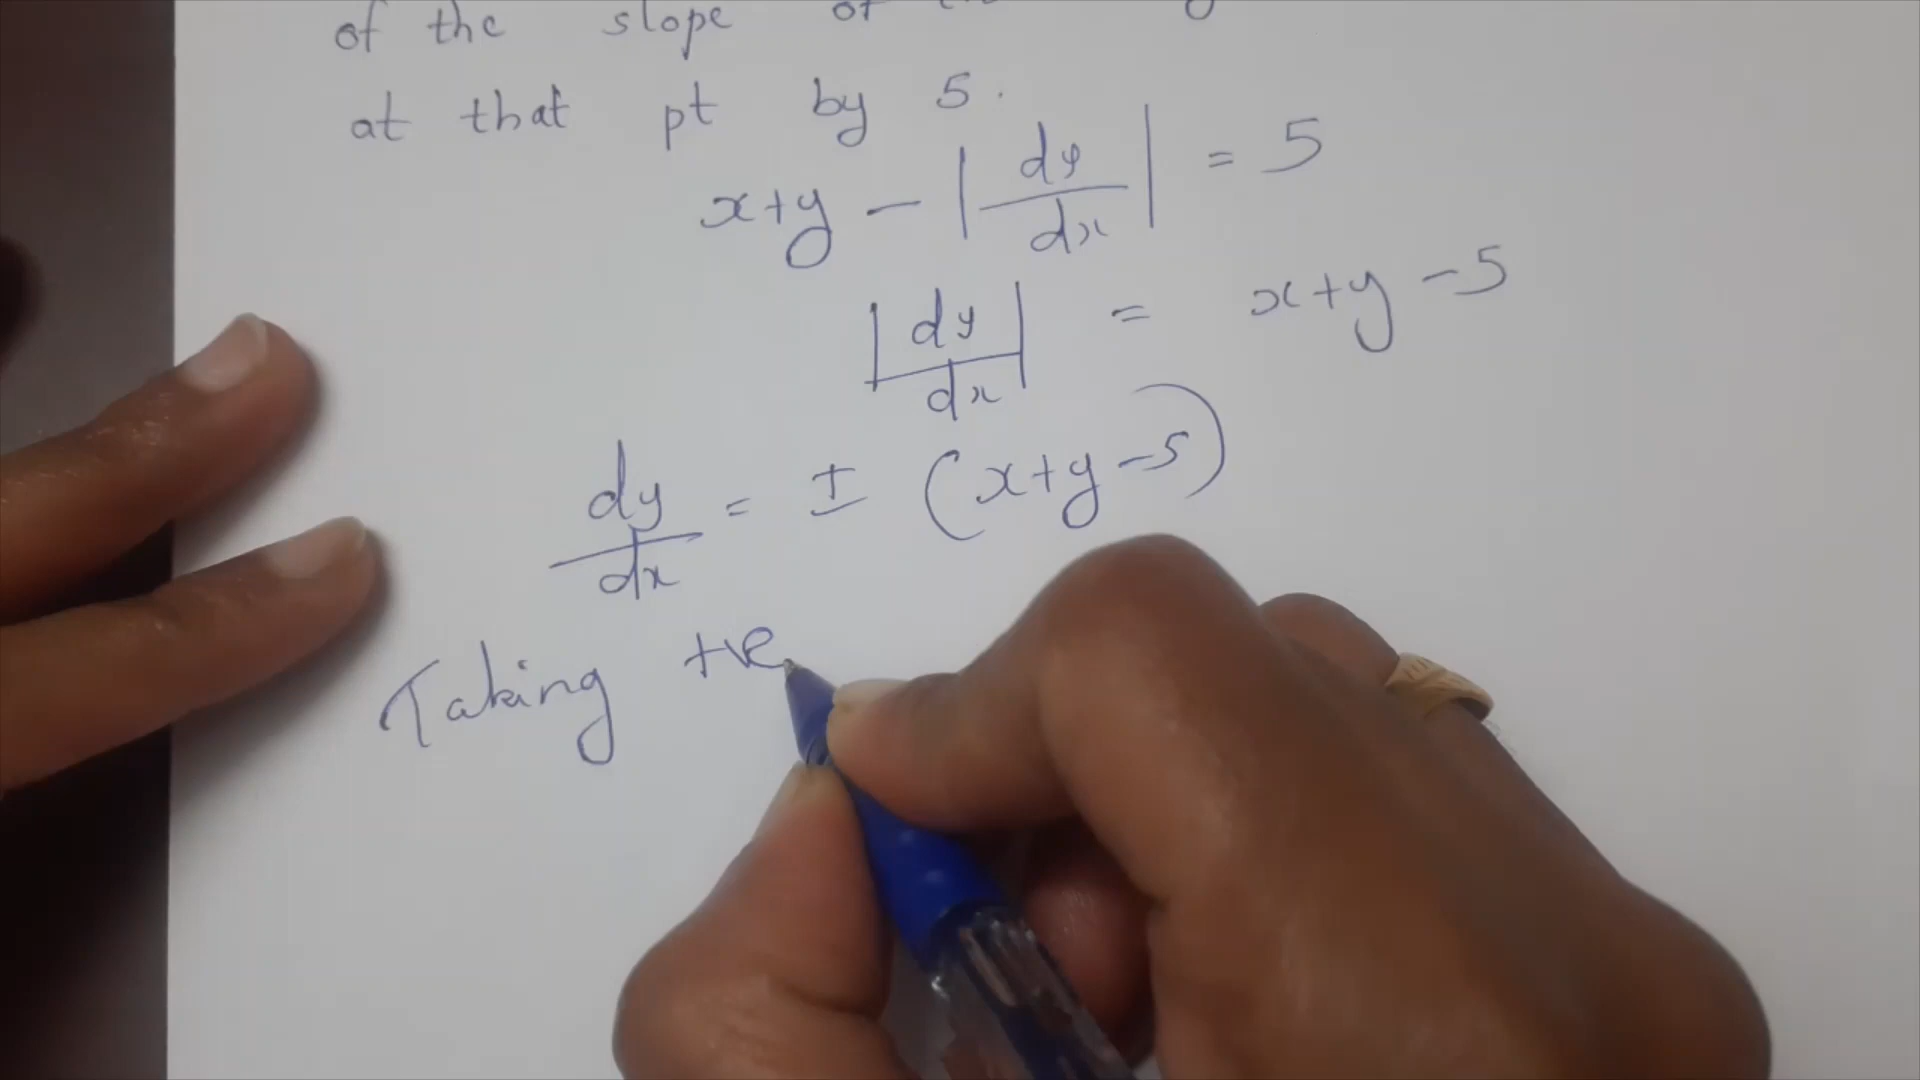 of the slope of
at that pt by 5.
x+y - |dy/dx| = 5
|dy/dx| = x+y-5
dy/dx = ± (x+y-5)
Taking +ve